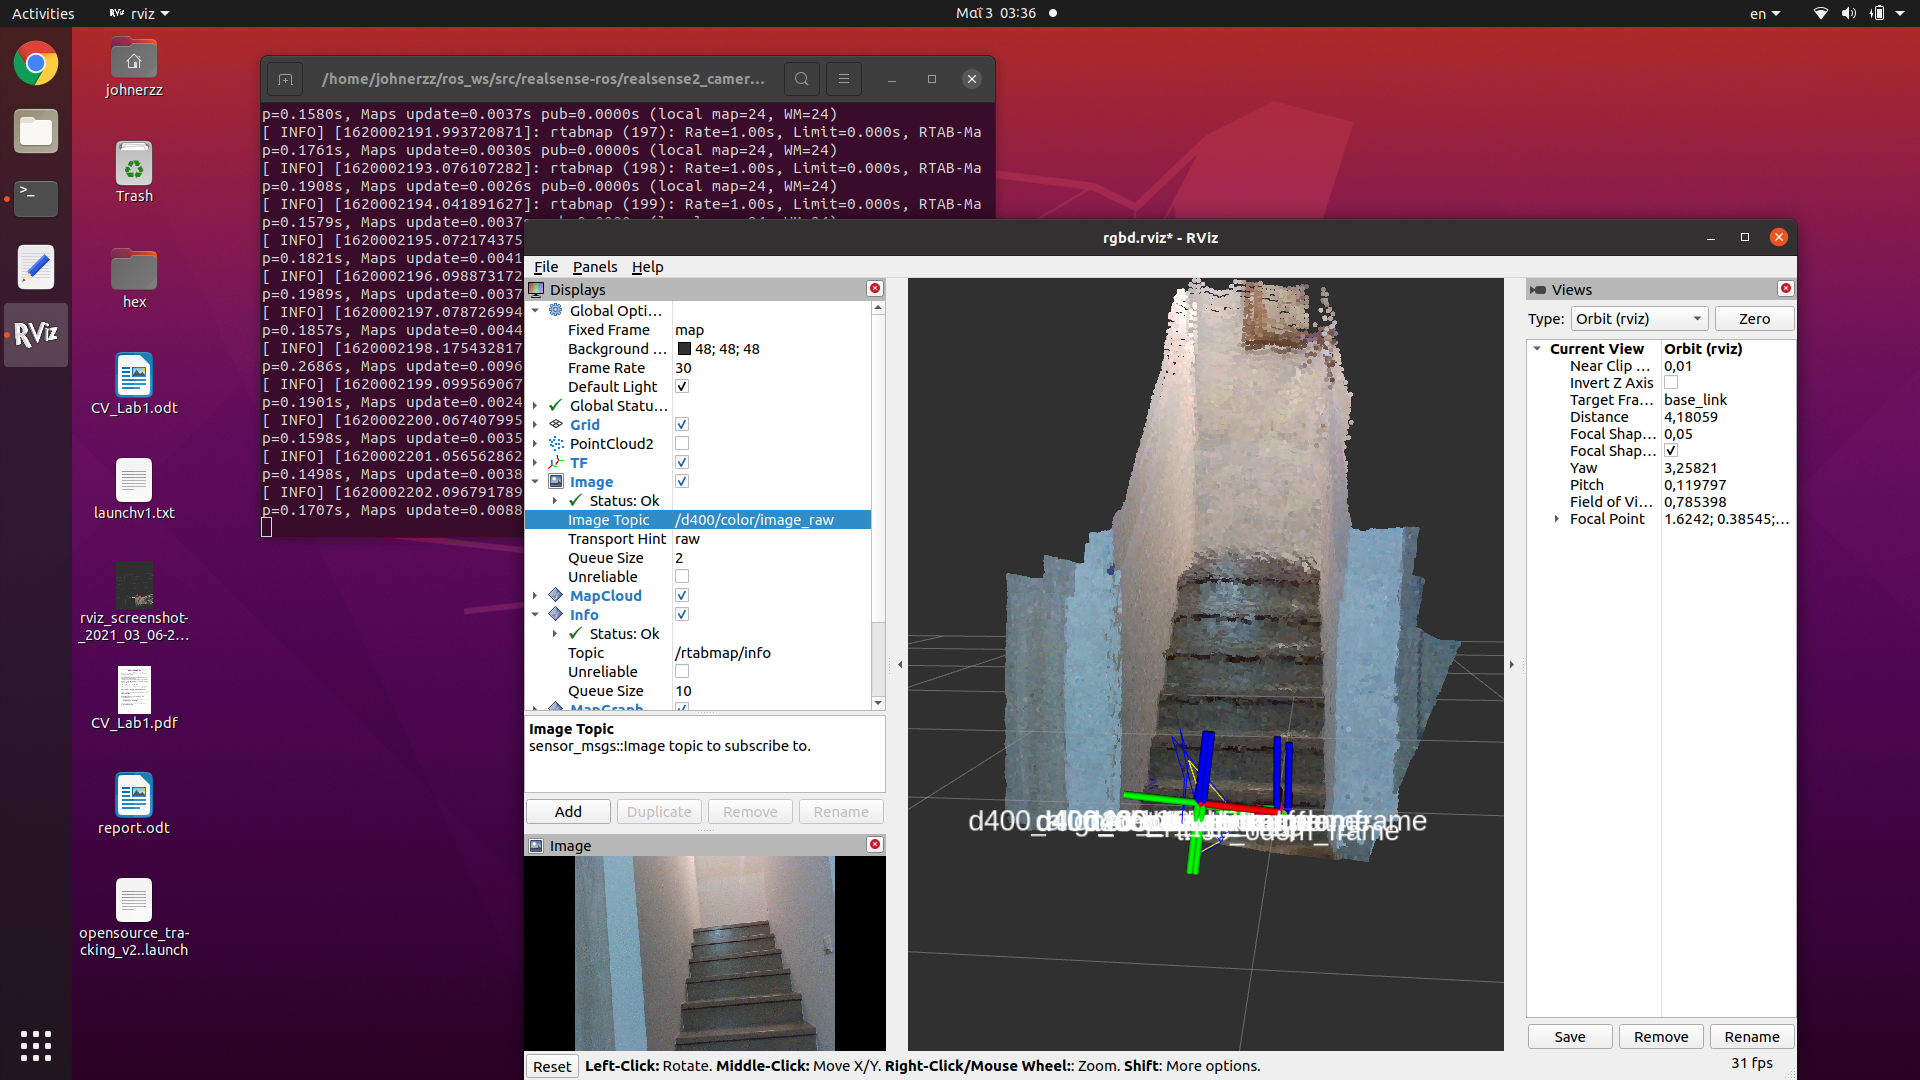 Activities
RViz rviz
Μαΐ 3 03:36
en
johnerzz
Trash
hex
CV_Lab1.odt
launchv1.txt
rviz_screenshot-
_2021_03_06-2...
CV_Lab1.pdf
report.odt
opensource_tra-
cking_v2..launch
RViz
/home/johnerzz/ros_ws/src/realsense-ros/realsense2_camer...
p=0.1580s, Maps update=0.0037s pub=0.0000s (local map=24, WM=24)
[ INFO] [1620002191.993720871]: rtabmap (197): Rate=1.00s, Limit=0.000s, RTAB-Ma
p=0.1761s, Maps update=0.0030s pub=0.0000s (local map=24, WM=24)
[ INFO] [1620002193.076107282]: rtabmap (198): Rate=1.00s, Limit=0.000s, RTAB-Ma
p=0.1908s, Maps update=0.0026s pub=0.0000s (local map=24, WM=24)
[ INFO] [1620002194.041891627]: rtabmap (199): Rate=1.00s, Limit=0.000s, RTAB-Ma
p=0.1579s, Maps update=0.0037s
[ INFO] [1620002195.072174375
p=0.1821s, Maps update=0.0041
[ INFO] [1620002196.098873172
p=0.1989s, Maps update=0.0037
[ INFO] [1620002197.078726994
p=0.1857s, Maps update=0.0044
[ INFO] [1620002198.175432817
p=0.2686s, Maps update=0.0096
[ INFO] [1620002199.099569067
p=0.1901s, Maps update=0.0024
[ INFO] [1620002200.067407995
p=0.1598s, Maps update=0.0035
[ INFO] [1620002201.056562862
p=0.1498s, Maps update=0.0038
[ INFO] [1620002202.096791789
p=0.1707s, Maps update=0.0088
rgbd.rviz* - RViz
File Panels Help
Displays
Global Opti...
Fixed Frame map
Background ... 48; 48; 48
Frame Rate 30
Default Light
Global Statu...
Grid
PointCloud2
TF
Image
Status: Ok
Image Topic /d400/color/image_raw
Transport Hint raw
Queue Size 2
Unreliable
MapCloud
Info
Status: Ok
Topic /rtabmap/info
Unreliable
Queue Size 10
MapGraph
Image Topic
sensor_msgs::Image topic to subscribe to.
Add Duplicate Remove Rename
Image
Reset Left-Click: Rotate. Middle-Click: Move X/Y. Right-Click/Mouse Wheel:: Zoom. Shift: More options.
Views
Type: Orbit (rviz) Zero
Current View Orbit (rviz)
Near Clip ... 0,01
Invert Z Axis
Target Fra... base_link
Distance 4,18059
Focal Shap... 0,05
Focal Shap...
Yaw 3,25821
Pitch 0,119797
Field of Vi... 0,785398
Focal Point 1.6242; 0.38545;...
Save Remove Rename
31 fps